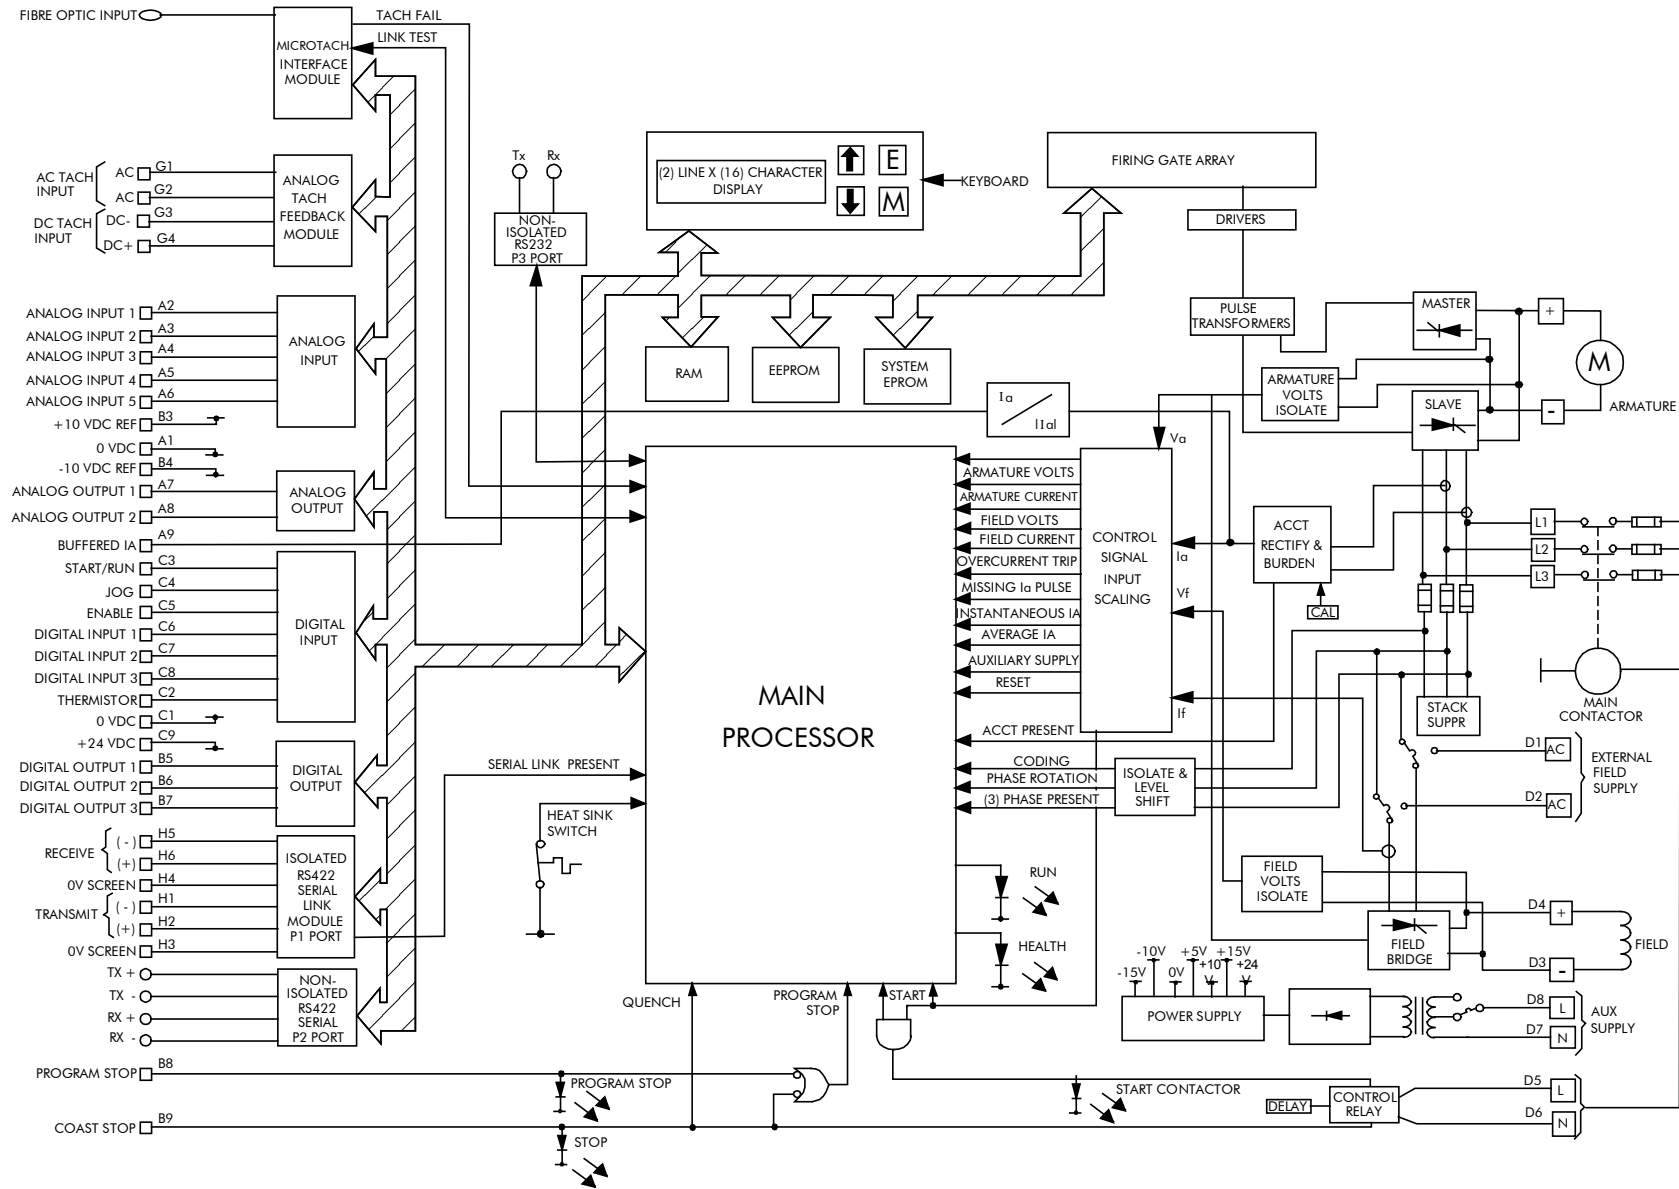 FIBRE OPTIC INPUT
MICROTACH
INTERFACE
MODULE
TACH FAIL
LINK TEST
AC TACH
INPUT
AC
G1
AC
G2
DC TACH
INPUT
DC-
G3
DC+
G4
ANALOG
TACH
FEEDBACK
MODULE
Tx
Rx
NON-
ISOLATED
RS232
P3 PORT
(2) LINE X (16) CHARACTER
DISPLAY
E
M
KEYBOARD
FIRING GATE ARRAY
DRIVERS
PULSE
TRANSFORMERS
MASTER
+
M
ARMATURE
VOLTS
ISOLATE
SLAVE
-
ARMATURE
ANALOG INPUT 1
A2
ANALOG INPUT 2
A3
ANALOG INPUT 3
A4
ANALOG INPUT 4
A5
ANALOG INPUT 5
A6
+10 VDC REF
B3
0 VDC
A1
-10 VDC REF
B4
ANALOG
INPUT
ANALOG OUTPUT 1
A7
ANALOG OUTPUT 2
A8
ANALOG
OUTPUT
BUFFERED IA
A9
RAM
EEPROM
SYSTEM
EPROM
Ia
IIaI
Va
START/RUN
C3
JOG
C4
ENABLE
C5
DIGITAL INPUT 1
C6
DIGITAL INPUT 2
C7
DIGITAL INPUT 3
C8
THERMISTOR
C2
0 VDC
C1
+24 VDC
C9
DIGITAL
INPUT
DIGITAL OUTPUT 1
B5
DIGITAL OUTPUT 2
B6
DIGITAL OUTPUT 3
B7
DIGITAL
OUTPUT
MAIN
PROCESSOR
ARMATURE VOLTS
ARMATURE CURRENT
FIELD VOLTS
FIELD CURRENT
OVERCURRENT TRIP
MISSING Ia PULSE
INSTANTANEOUS IA
AVERAGE IA
AUXILIARY SUPPLY
RESET
ACCT PRESENT
CODING
PHASE ROTATION
(3) PHASE PRESENT
CONTROL
SIGNAL
INPUT
SCALING
Ia
Vf
If
ACCT
RECTIFY &
BURDEN
CAL
ISOLATE &
LEVEL
SHIFT
L1
L2
L3
STACK
SUPPR
MAIN
CONTACTOR
D1
AC
D2
AC
EXTERNAL
FIELD
SUPPLY
SERIAL LINK PRESENT
HEAT SINK
SWITCH
RECEIVE
(-)
H5
(+)
H6
0V SCREEN
H4
TRANSMIT
(-)
H1
(+)
H2
0V SCREEN
H3
ISOLATED
RS422
SERIAL
LINK
MODULE
P1 PORT
TX +
TX -
RX +
RX -
NON-
ISOLATED
RS422
SERIAL
P2 PORT
RUN
HEALTH
FIELD
VOLTS
ISOLATE
FIELD
BRIDGE
D4
+
D3
-
FIELD
-15V
-10V
0V
+5V
+10
V
+15V
+24
V
POWER SUPPLY
D8
L
D7
N
AUX
SUPPLY
QUENCH
PROGRAM
STOP
START
PROGRAM STOP
B8
PROGRAM STOP
START CONTACTOR
DELAY
CONTROL
RELAY
D5
L
D6
N
COAST STOP
B9
STOP